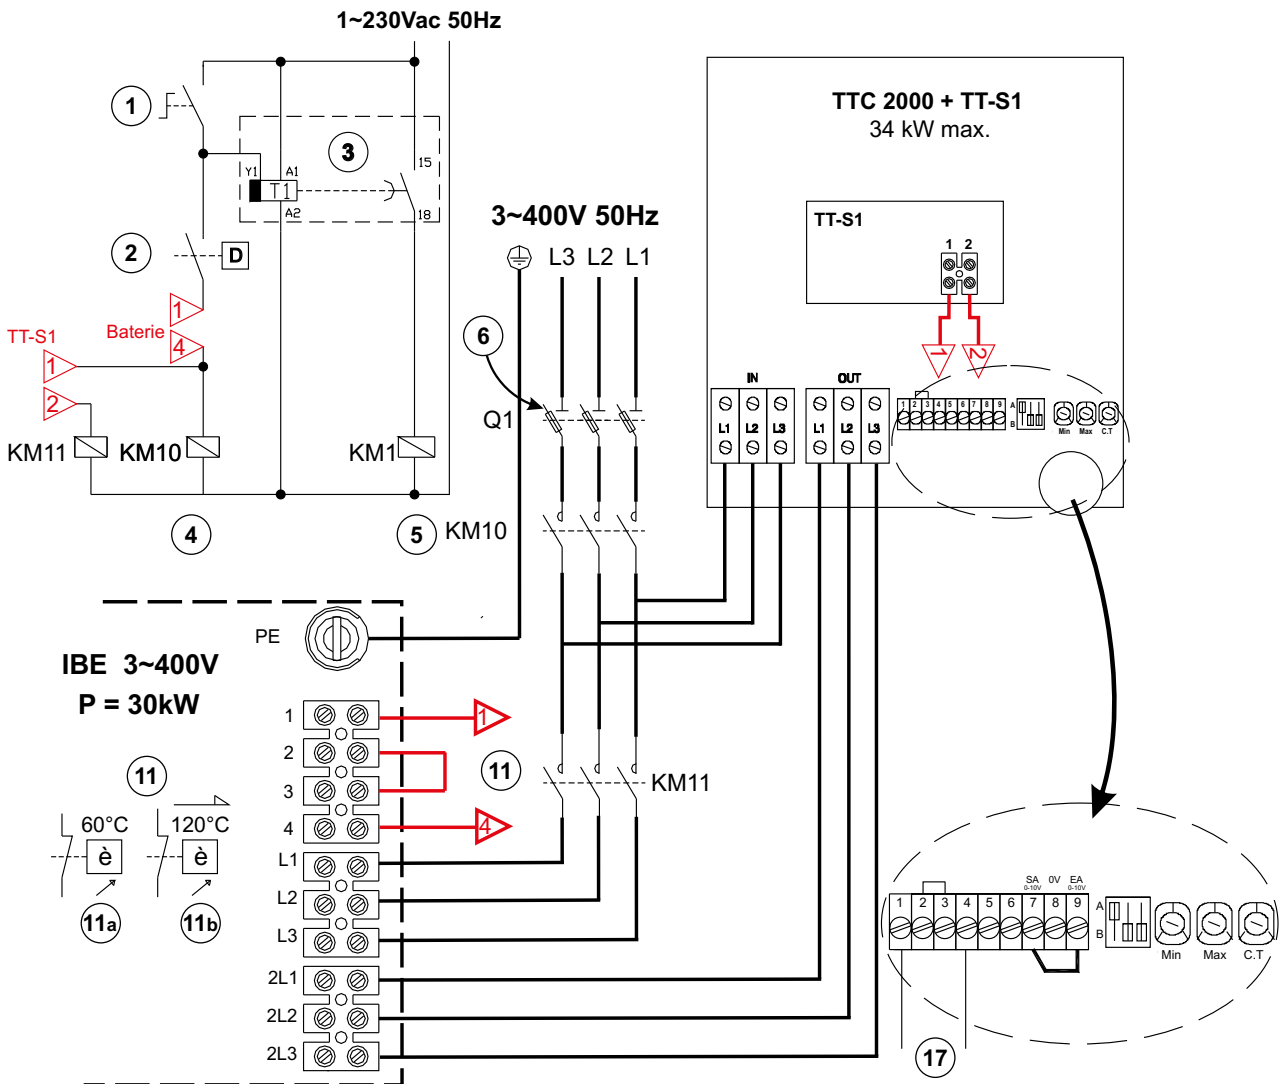 1~230Vac 50Hz
1
3
15
Y1
A1
T1
A2
18
2
D
1
TT-S1
Baterie
4
1
2
KM11
KM10
KM1
4
5
TTC 2000 + TT-S1
34 kW max.
TT-S1
1 2
1
2
3~400V 50Hz
L3 L2 L1
6
Q1
KM10
IN
OUT
L1 L2 L3
L1 L2 L3
1 2 3 4 5 6 7 8 9
A
B
Min Max C.T
PE
IBE 3~400V
P = 30kW
1
1
2
3
11
4
4
KM11
11
60°C
120°C
è
è
11a
11b
L1
L2
L3
2L1
2L2
2L3
SA 0V EA
0-10V 0-10V
1 2 3 4 5 6 7 8 9
A
B
Min Max C.T
17